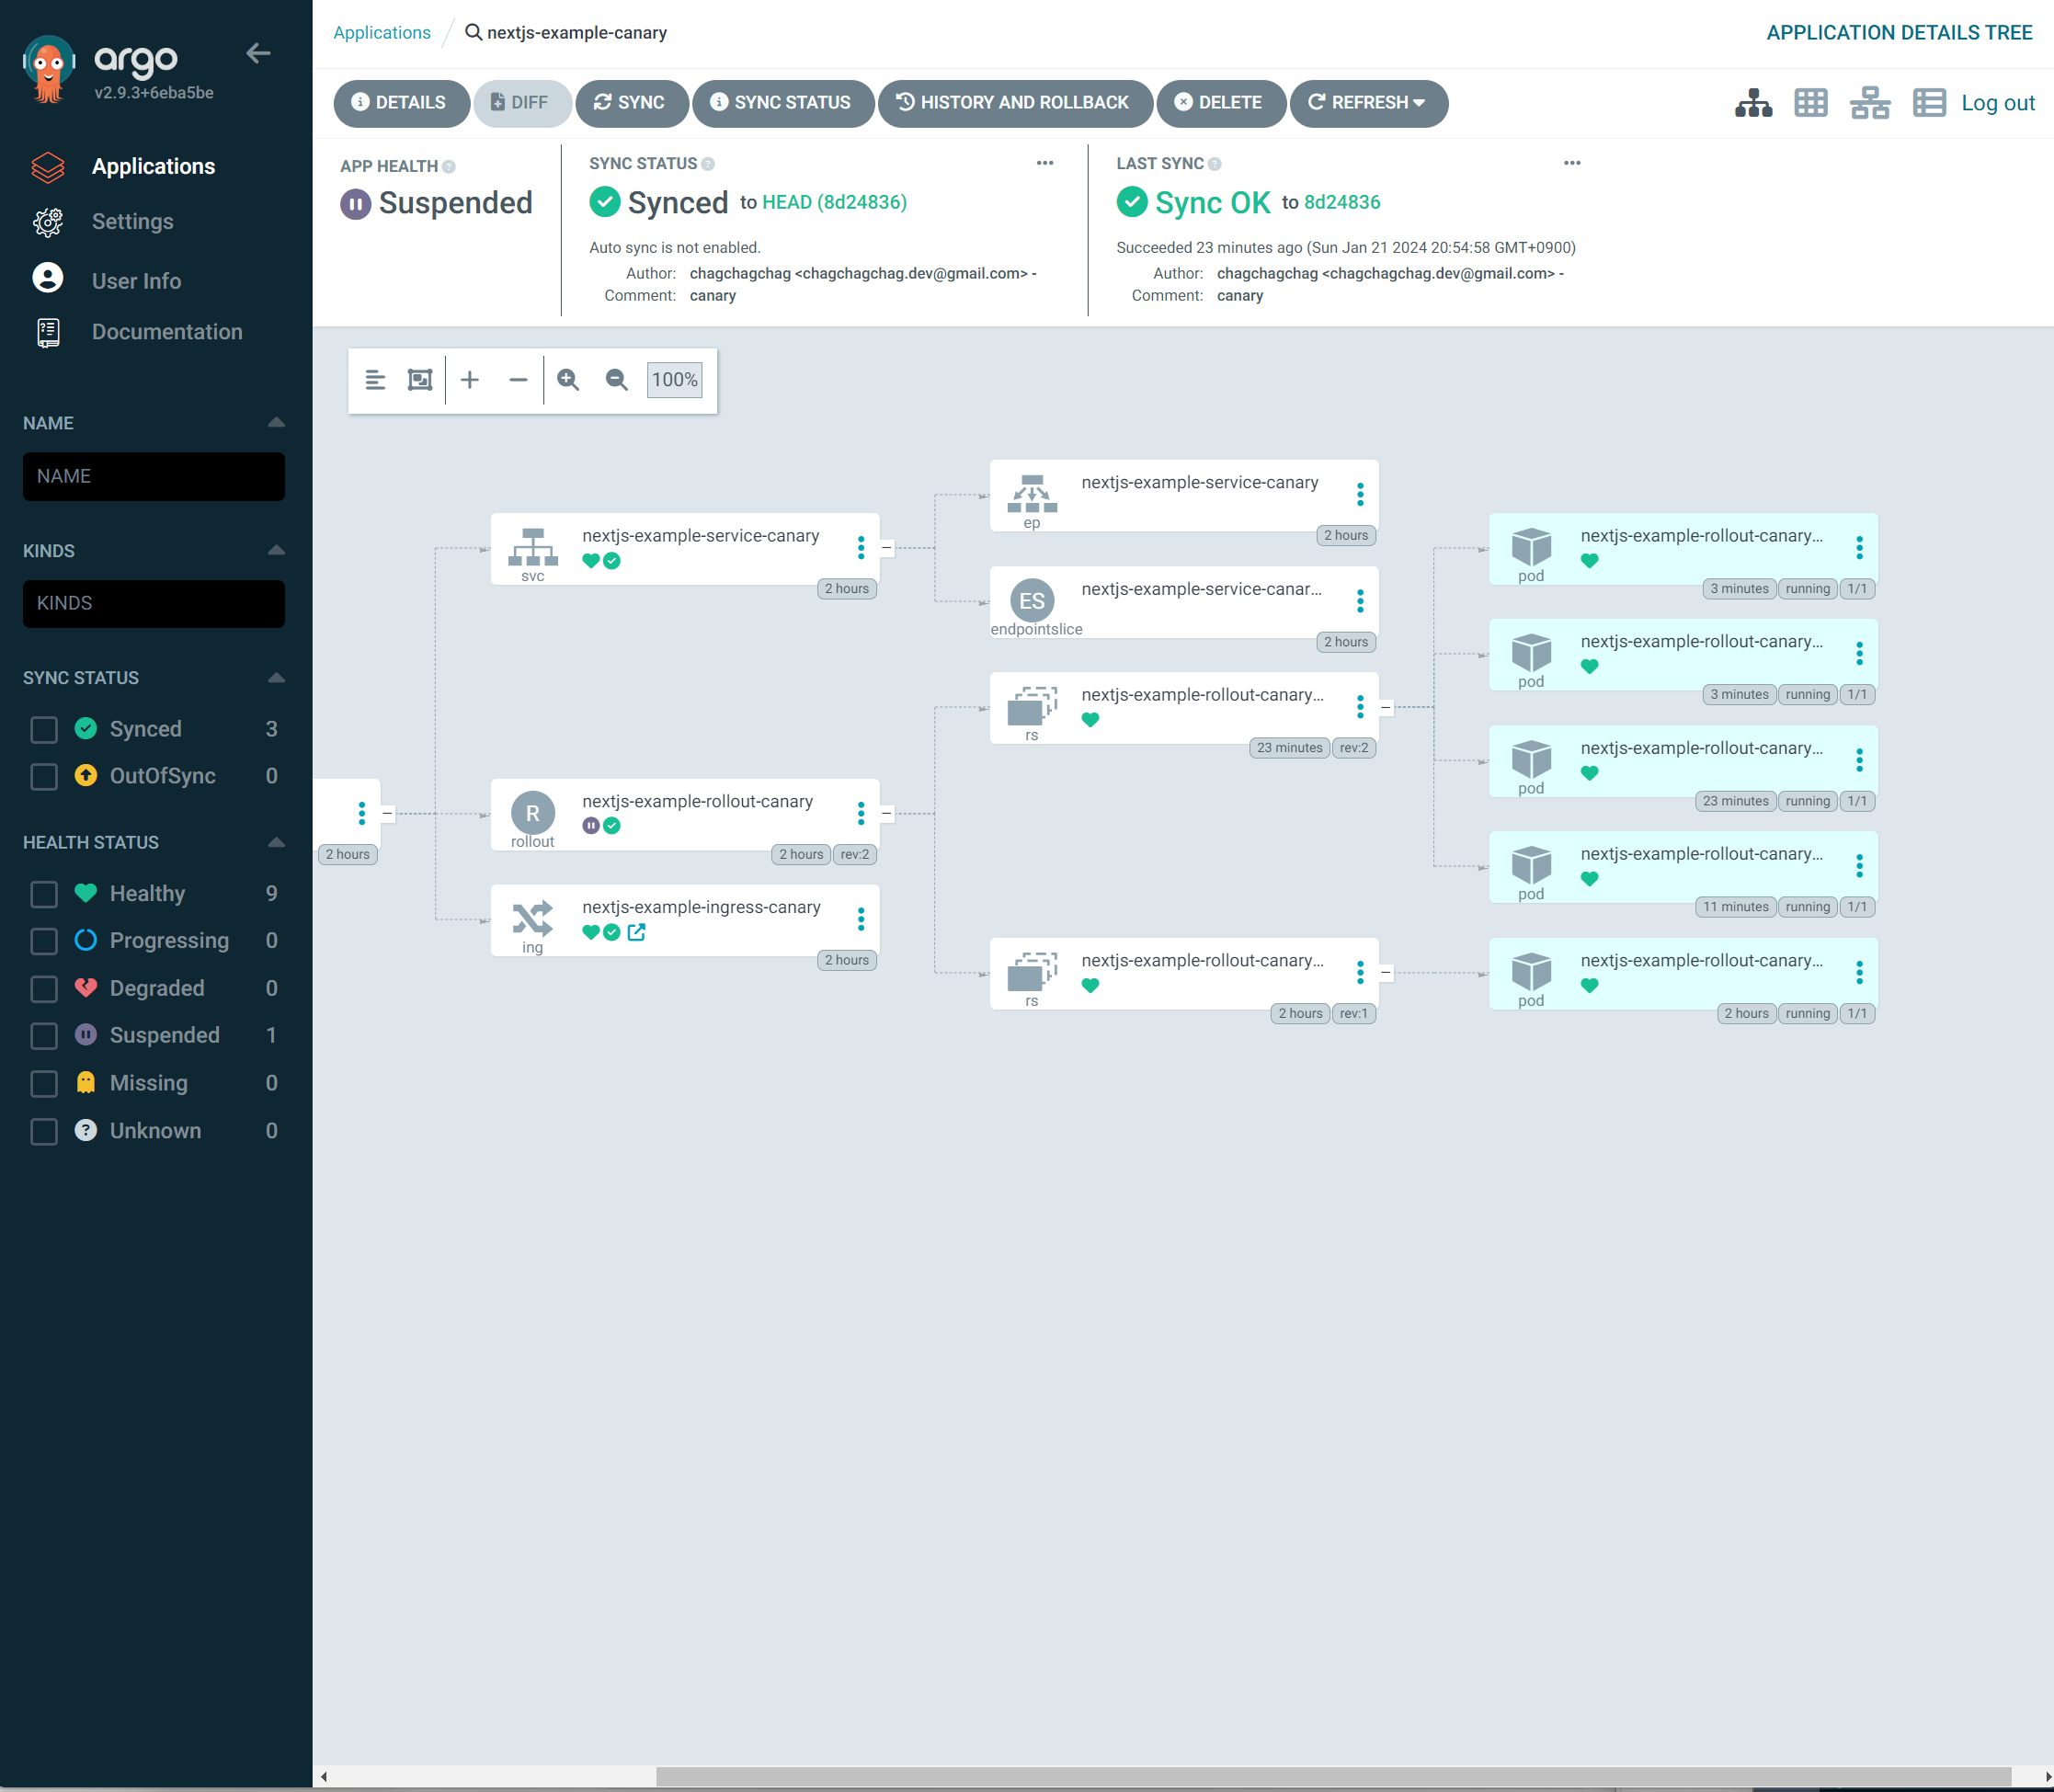 argo
v2.9.3+6eba5be
Applications
Settings
User Info
Documentation
NAME
NAME
KINDS
KINDS
SYNC STATUS
Synced 3
OutOfSync 0
HEALTH STATUS
Healthy 9
Progressing 0
Degraded 0
Suspended 1
Missing 0
Unknown 0
Applications / nextjs-example-canary
APPLICATION DETAILS TREE
DETAILS DIFF SYNC SYNC STATUS HISTORY AND ROLLBACK DELETE REFRESH
Log out
APP HEALTH
Suspended
SYNC STATUS
Synced to HEAD (8d24836)
Auto sync is not enabled.
Author: chagchagchag <chagchagchag.dev@gmail.com> -
Comment: canary
LAST SYNC
Sync OK to 8d24836
Succeeded 23 minutes ago (Sun Jan 21 2024 20:54:58 GMT+0900)
Author: chagchagchag <chagchagchag.dev@gmail.com> -
Comment: canary
100%
2 hours
nextjs-example-service-canary
svc
2 hours
R
nextjs-example-rollout-canary
rollout
2 hours rev:2
nextjs-example-ingress-canary
ing
2 hours
nextjs-example-service-canary
ep
2 hours
ES
nextjs-example-service-canar...
endpointslice
2 hours
nextjs-example-rollout-canary...
rs
23 minutes rev:2
nextjs-example-rollout-canary...
rs
2 hours rev:1
nextjs-example-rollout-canary...
pod
3 minutes running 1/1
nextjs-example-rollout-canary...
pod
3 minutes running 1/1
nextjs-example-rollout-canary...
pod
23 minutes running 1/1
nextjs-example-rollout-canary...
pod
11 minutes running 1/1
nextjs-example-rollout-canary...
pod
2 hours running 1/1